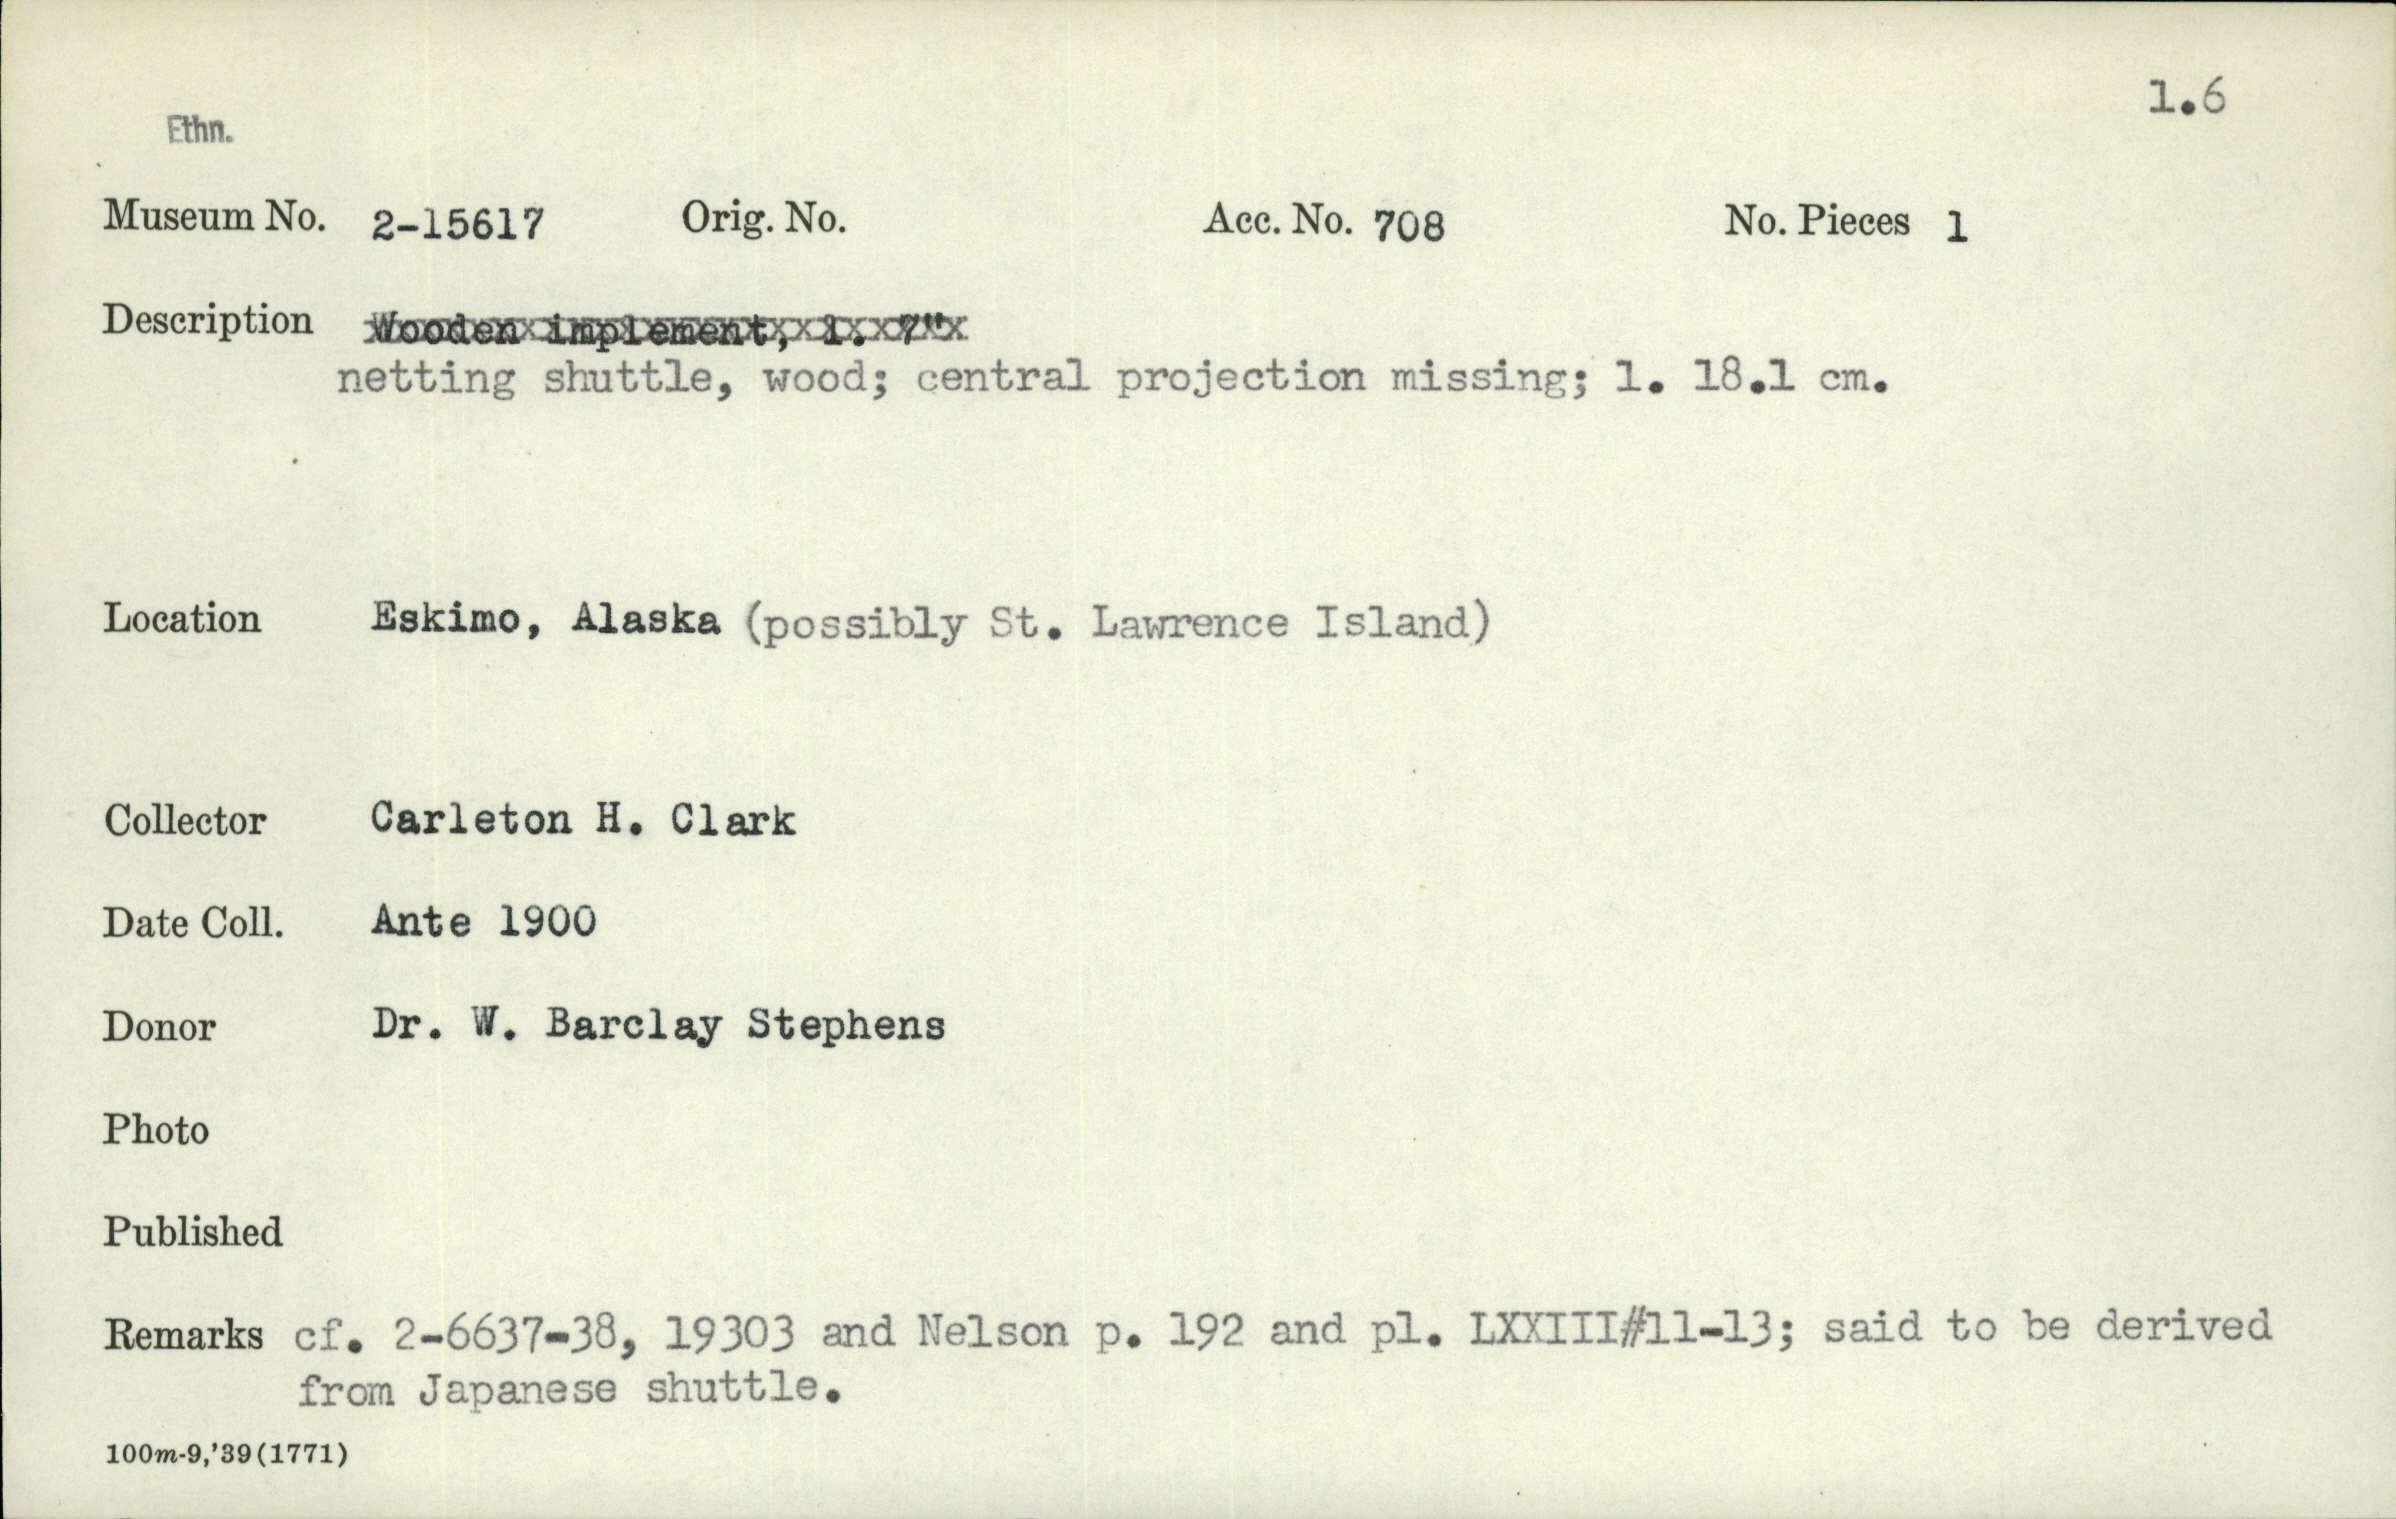 1.6
Ethn.
Museum No. 2-15617 Orig. No. Acc. No. 708 No. Pieces 1
Description Wooden implement, l. 7"
netting shuttle, wood; central projection missing; l. 18.1 cm.
Location Eskimo, Alaska (possibly St. Lawrence Island)
Collector Carleton H. Clark
Date Coll. Ante 1900
Donor Dr. W. Barclay Stephens
Photo
Published
Remarks cf. 2-6637-38, 19303 and Nelson p. 192 and pl. LXXIII#11-13; said to be derived
from Japanese shuttle.
100m-9,'39(1771)